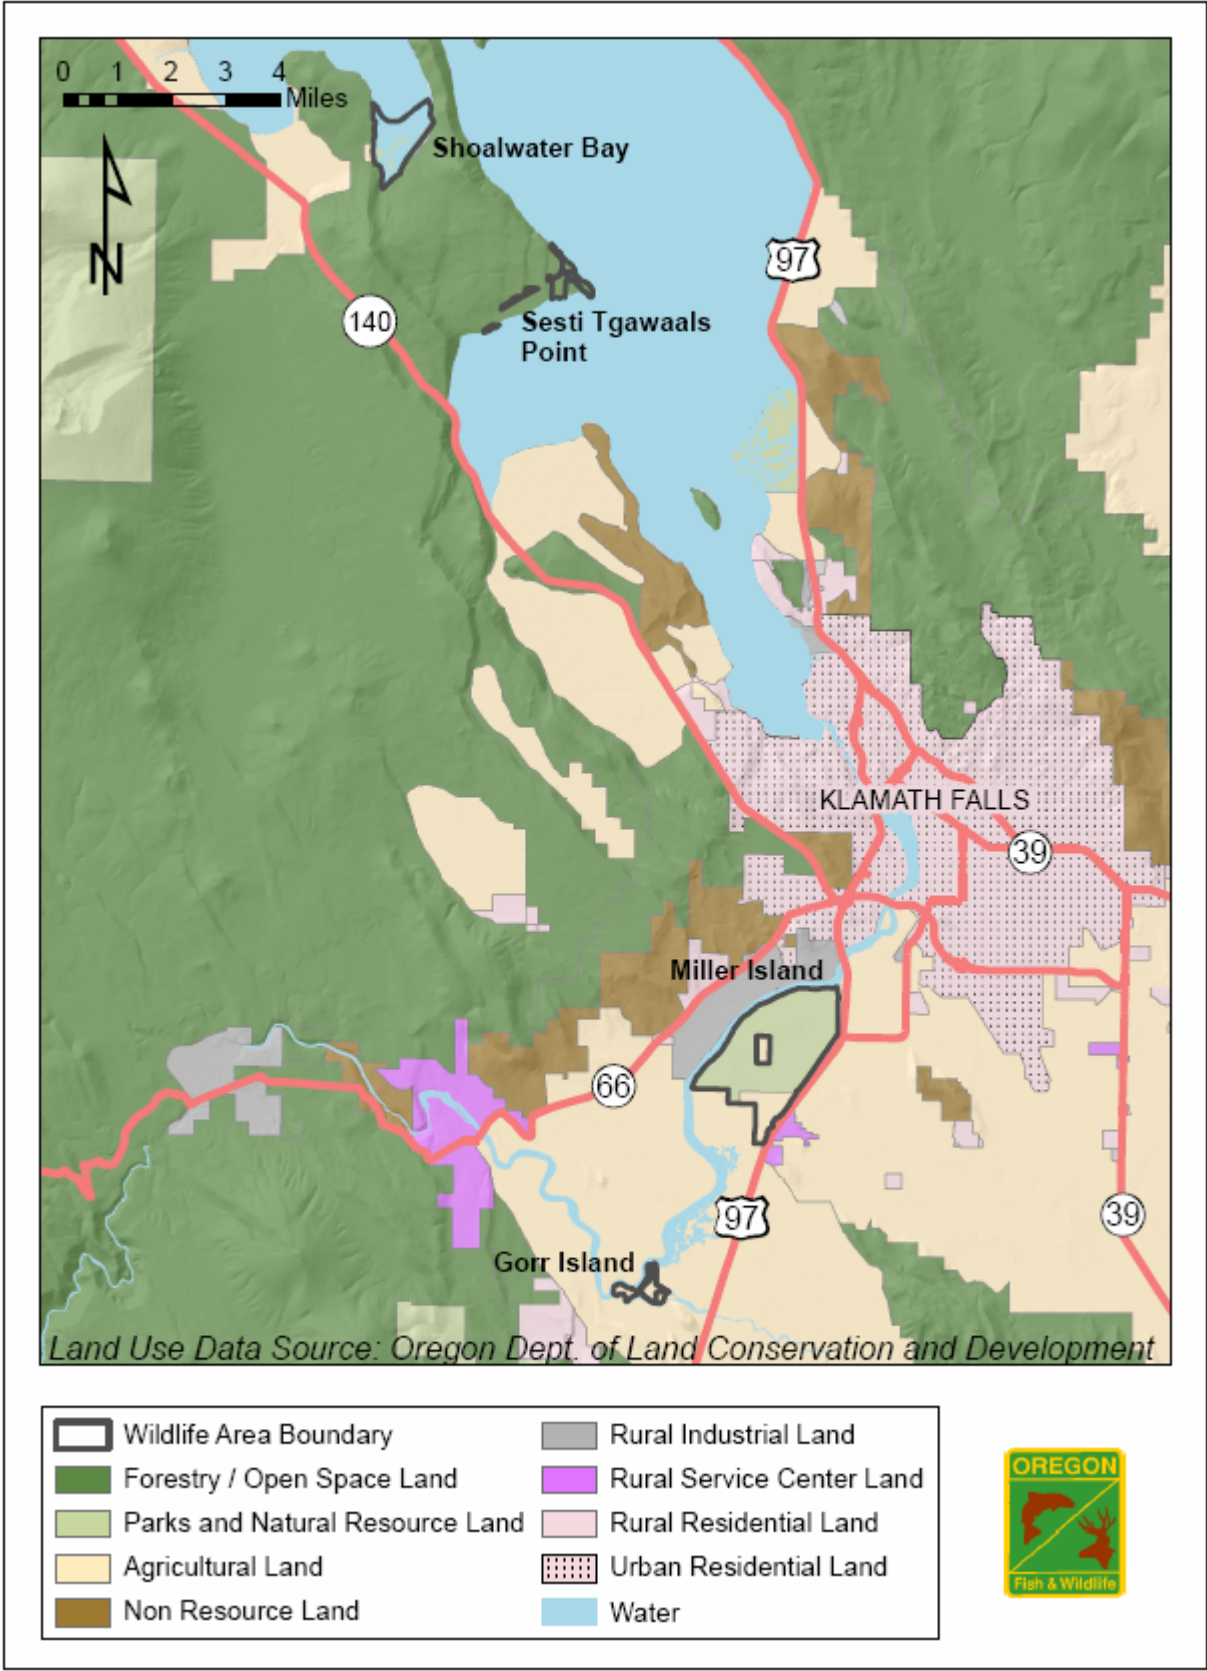 0 1 2 3 4
Miles
Shoalwater Bay
N
97
140
Sesti Tgawaals
Point
KLAMATH FALLS
39
Miller Island
66
97
39
Gorr Island
Land Use Data Source: Oregon Dept. of Land Conservation and Development
Wildlife Area Boundary
Forestry / Open Space Land
Parks and Natural Resource Land
Agricultural Land
Non Resource Land
Rural Industrial Land
Rural Service Center Land
Rural Residential Land
Urban Residential Land
Water
OREGON
Fish & Wildlife